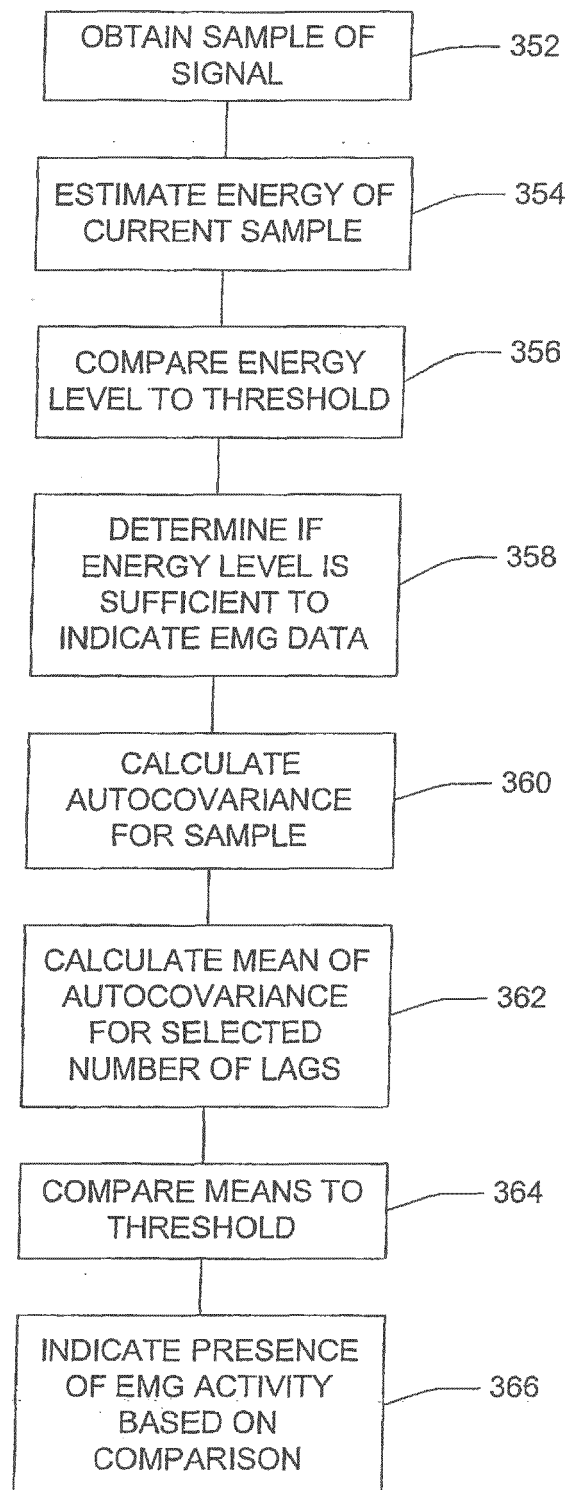 OBTAIN SAMPLE OF
SIGNAL
352
ESTIMATE ENERGY OF
CURRENT SAMPLE
354
COMPARE ENERGY
LEVEL TO THRESHOLD
356
DETERMINE IF
ENERGY LEVEL IS
SUFFICIENT TO
INDICATE EMG DATA
358
CALCULATE
AUTOCOVARIANCE
FOR SAMPLE
360
CALCULATE MEAN OF
AUTOCOVARIANCE
FOR SELECTED
NUMBER OF LAGS
362
COMPARE MEANS TO
THRESHOLD
364
INDICATE PRESENCE
OF EMG ACTIVITY
BASED ON
COMPARISON
366